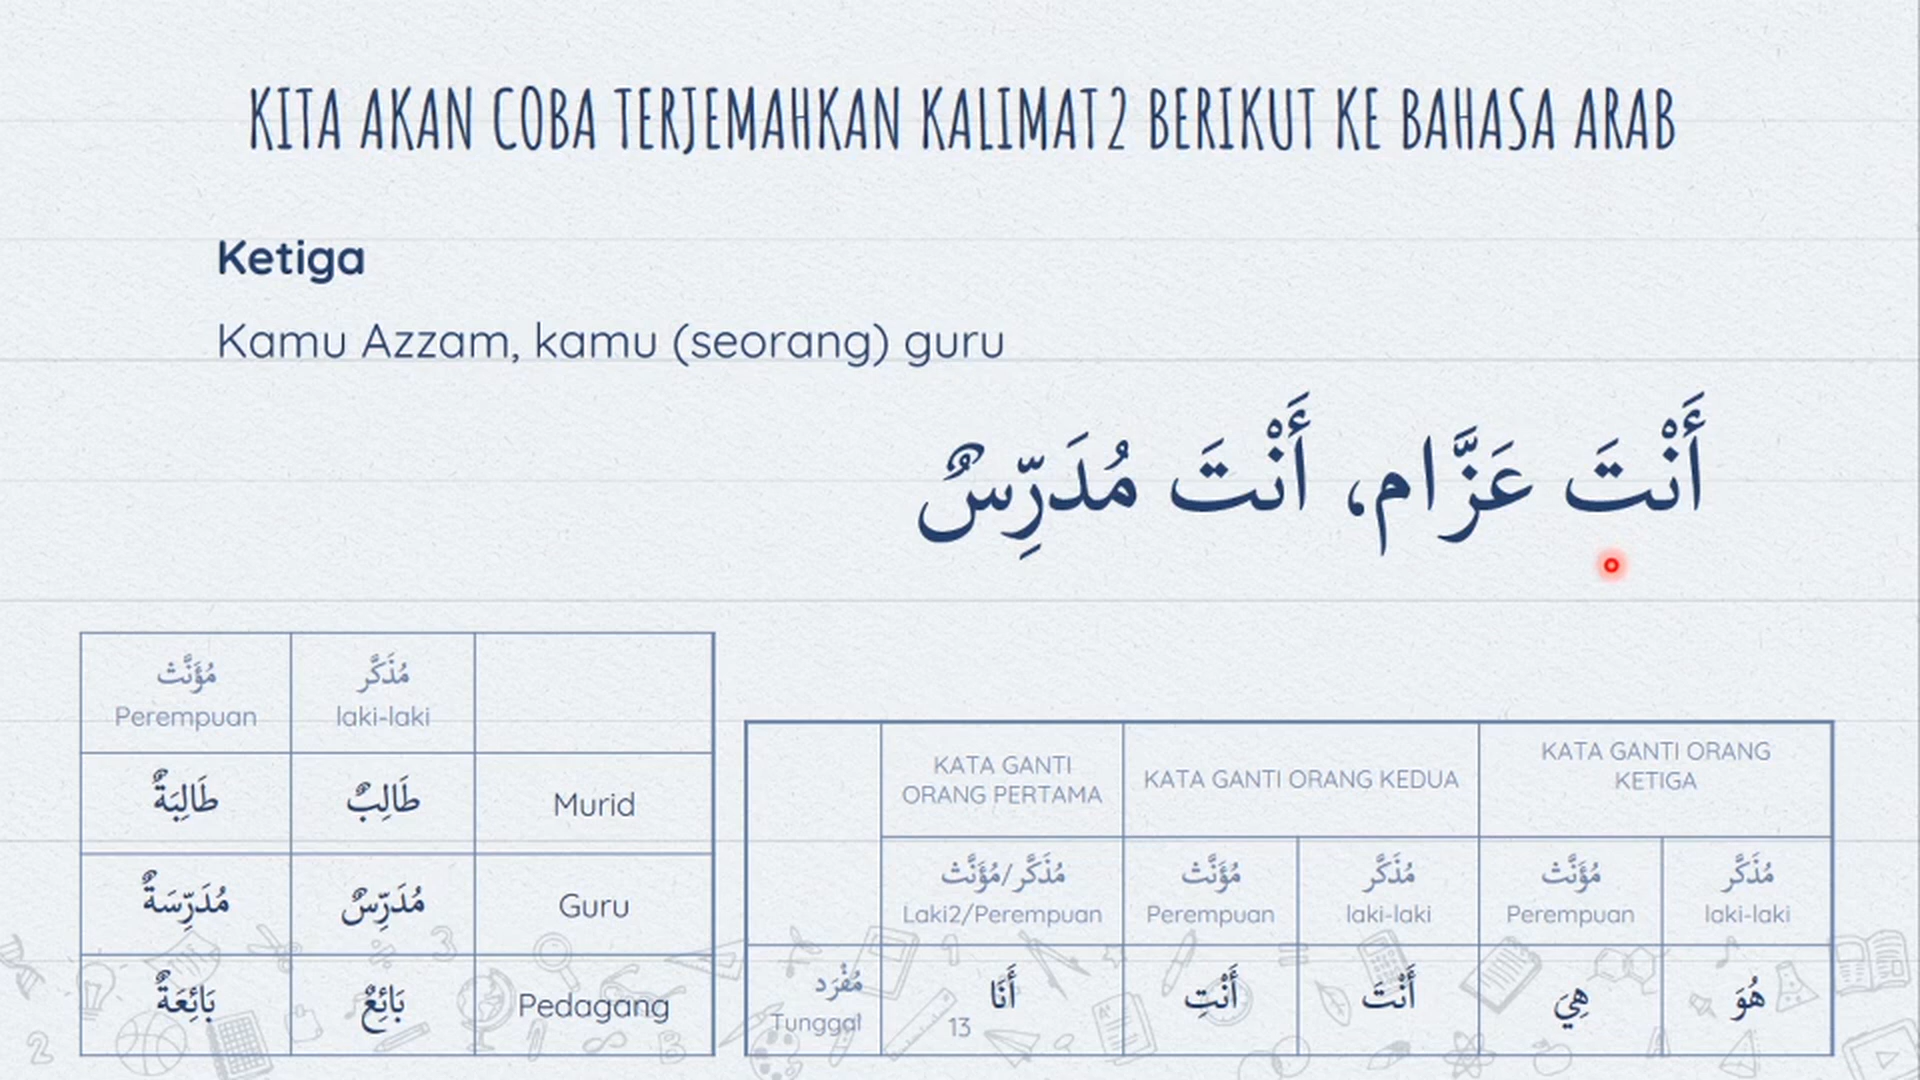 KITA AKAN COBA TERJEMAHKAN KALIMAT2 BERIKUT KE BAHASA ARAB
Ketiga
Kamu Azzam, kamu (seorang) guru
أَنْتَ عَزَّام، أَنْتَ مُدَرِّسٌ
مُؤَنَّث مُذَكَّر
Perempuan laki-laki
طَالِبَةٌ طَالِبٌ Murid
مُدَرِّسَةٌ مُدَرِّسٌ Guru
بَائِعَةٌ بَائِعٌ Pedagang
KATA GANTI
ORANG PERTAMA
KATA GANTI ORANG KEDUA
KATA GANTI ORANG
KETIGA
مُذَكَّر/مُؤَنَّث
Laki2/Perempuan
مُؤَنَّث
Perempuan
مُذَكَّر
laki-laki
مُؤَنَّث
Perempuan
مُذَكَّر
laki-laki
مُفْرَد
Tunggal
أَنَا
أَنْتِ
أَنْتَ
هِيَ
هُوَ
13